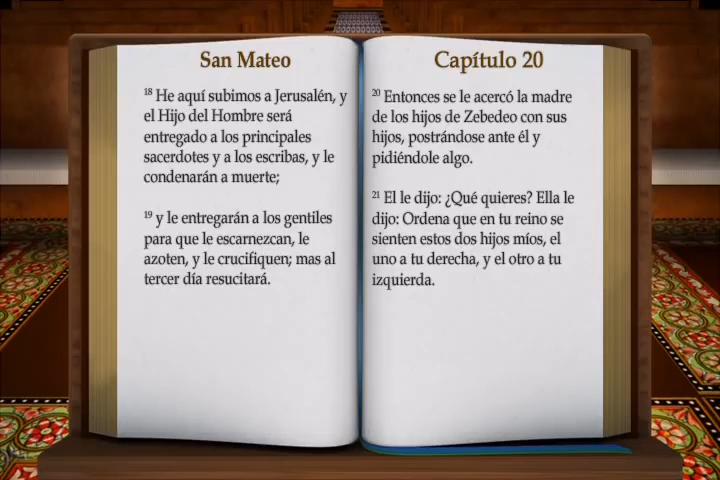 San Mateo
18 He aquí subimos a Jerusalén, y
el Hijo del Hombre será
entregado a los principales
sacerdotes y a los escribas, y le
condenarán a muerte;
19 y le entregarán a los gentiles
para que le escarnezcan, le
azoten, y le crucifiquen; mas al
tercer día resucitará.
Capítulo 20
20 Entonces se le acercó la madre
de los hijos de Zebedeo con sus
hijos, postrándose ante él y
pidiéndole algo.
21 El le dijo: ¿Qué quieres? Ella le
dijo: Ordena que en tu reino se
sienten estos dos hijos míos, el
uno a tu derecha, y el otro a tu
izquierda.